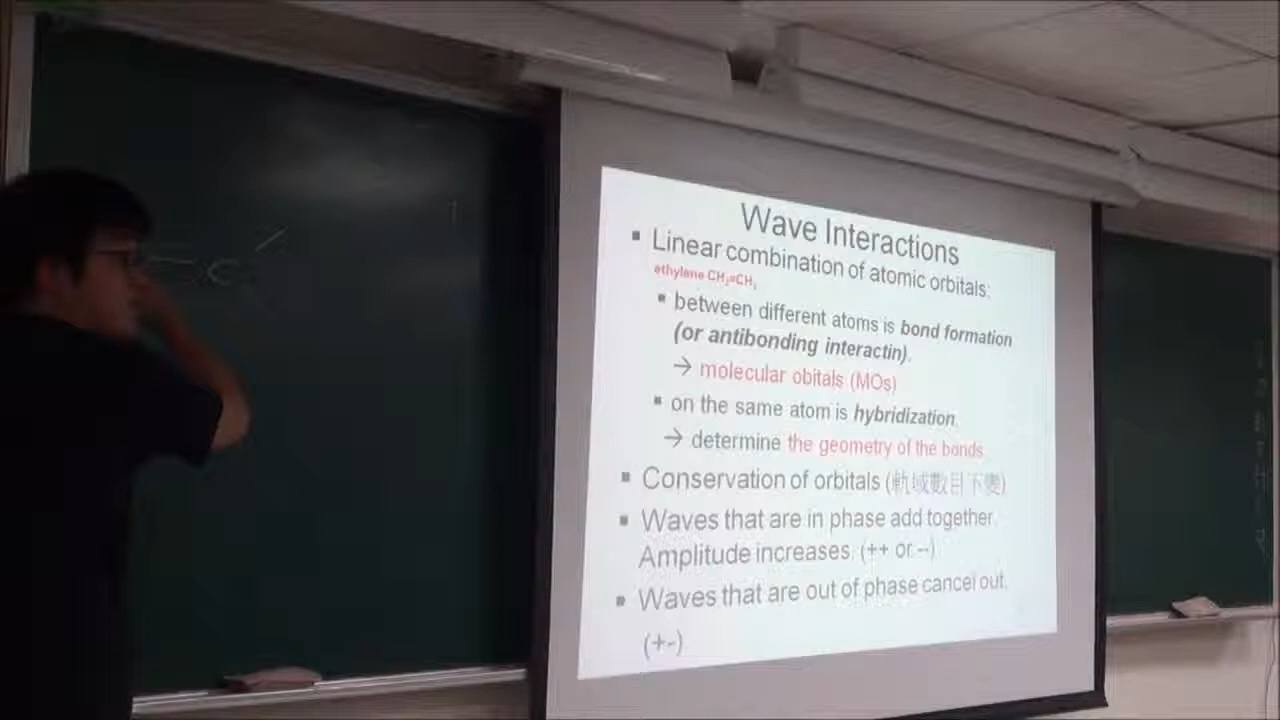 Wave Interactions
▪ Linear combination of atomic orbitals:
ethylene CH₂=CH₂
▪ between different atoms is bond formation
(or antibonding interactin).
→ molecular obitals (MOs)
▪ on the same atom is hybridization.
→ determine the geometry of the bonds
▪ Conservation of orbitals (軌域數目不變)
▪ Waves that are in phase add together.
Amplitude increases. (++ or --)
▪ Waves that are out of phase cancel out.
(+-)